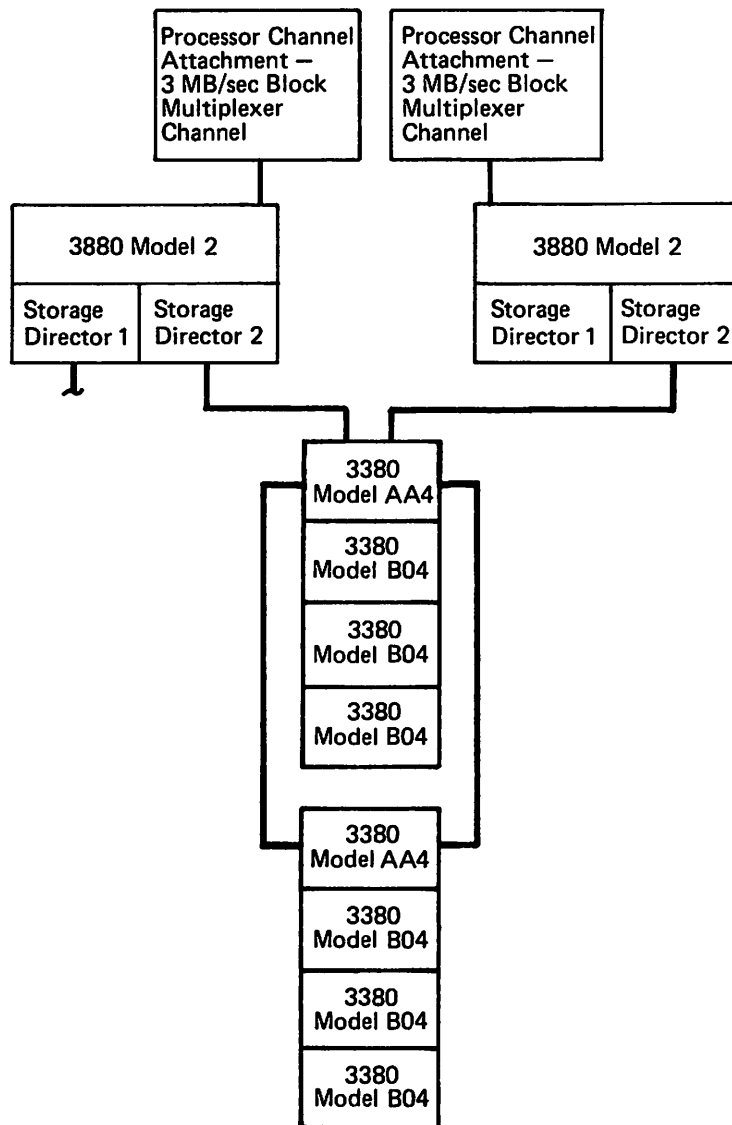 Processor Channel
Attachment —
3 MB/sec Block
Multiplexer
Channel
Processor Channel
Attachment —
3 MB/sec Block
Multiplexer
Channel
3880 Model 2
Storage
Director 1
Storage
Director 2
3880 Model 2
Storage
Director 1
Storage
Director 2
3380
Model AA4
3380
Model B04
3380
Model B04
3380
Model B04
3380
Model AA4
3380
Model B04
3380
Model B04
3380
Model B04